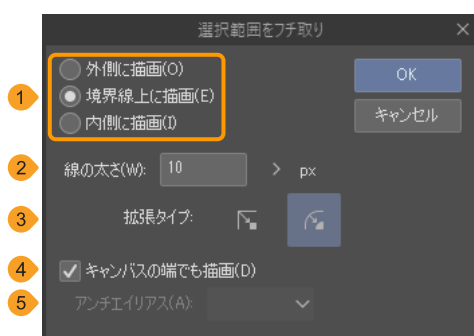 選択範囲をフチ取り
1
外側に描画(O)
境界線上に描画(E)
内側に描画(I)
OK
キャンセル
2 線の太さ(W): 10 > px
3 拡張タイプ:
4 キャンバスの端でも描画(D)
5 アンチエイリアス(A):